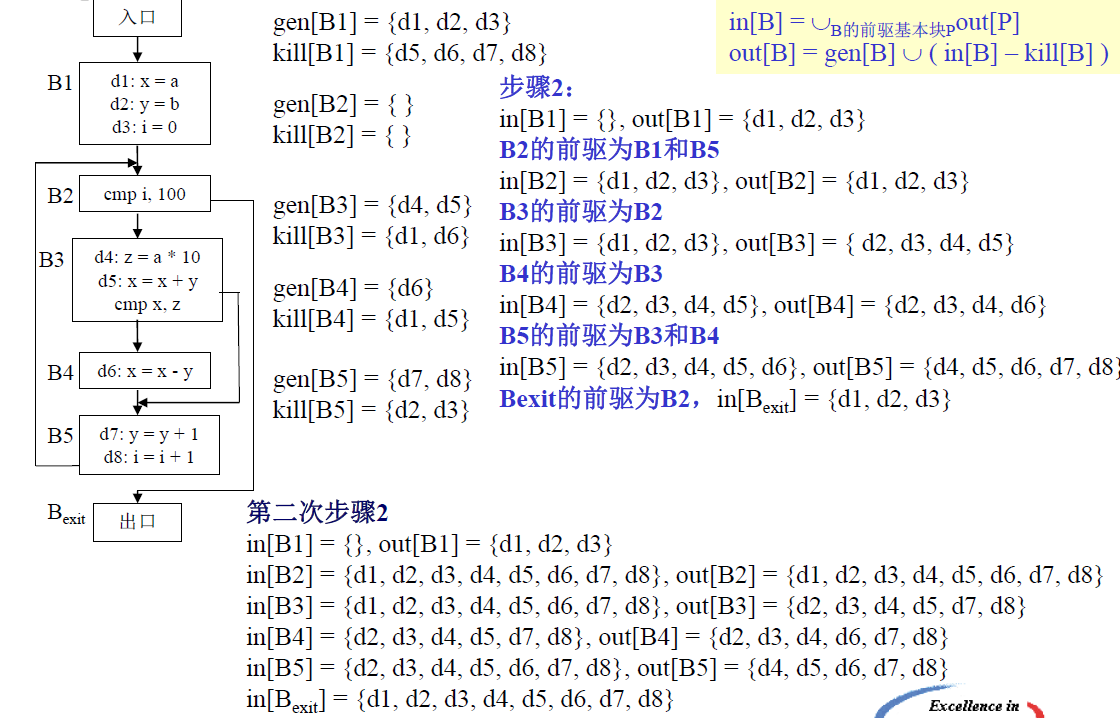 入口
B1
d1: x = a
d2: y = b
d3: i = 0
B2
cmp i, 100
B3
d4: z = a * 10
d5: x = x + y
cmp x, z
B4
d6: x = x - y
B5
d7: y = y + 1
d8: i = i + 1
Bexit
出口
gen[B1] = {d1, d2, d3}
kill[B1] = {d5, d6, d7, d8}
gen[B2] = { }
kill[B2] = { }
gen[B3] = {d4, d5}
kill[B3] = {d1, d6}
gen[B4] = {d6}
kill[B4] = {d1, d5}
gen[B5] = {d7, d8}
kill[B5] = {d2, d3}
in[B] = ∪B的前驱基本块Pout[P]
out[B] = gen[B] ∪ ( in[B] – kill[B] )
步骤2：
in[B1] = {}, out[B1] = {d1, d2, d3}
B2的前驱为B1和B5
in[B2] = {d1, d2, d3}, out[B2] = {d1, d2, d3}
B3的前驱为B2
in[B3] = {d1, d2, d3}, out[B3] = { d2, d3, d4, d5}
B4的前驱为B3
in[B4] = {d2, d3, d4, d5}, out[B4] = {d2, d3, d4, d6}
B5的前驱为B3和B4
in[B5] = {d2, d3, d4, d5, d6}, out[B5] = {d4, d5, d6, d7, d8}
Bexit的前驱为B2，in[Bexit] = {d1, d2, d3}
第二次步骤2
in[B1] = {}, out[B1] = {d1, d2, d3}
in[B2] = {d1, d2, d3, d4, d5, d6, d7, d8}, out[B2] = {d1, d2, d3, d4, d5, d6, d7, d8}
in[B3] = {d1, d2, d3, d4, d5, d6, d7, d8}, out[B3] = {d2, d3, d4, d5, d7, d8}
in[B4] = {d2, d3, d4, d5, d7, d8}, out[B4] = {d2, d3, d4, d6, d7, d8}
in[B5] = {d2, d3, d4, d5, d6, d7, d8}, out[B5] = {d4, d5, d6, d7, d8}
in[Bexit] = {d1, d2, d3, d4, d5, d6, d7, d8}
Excellence in